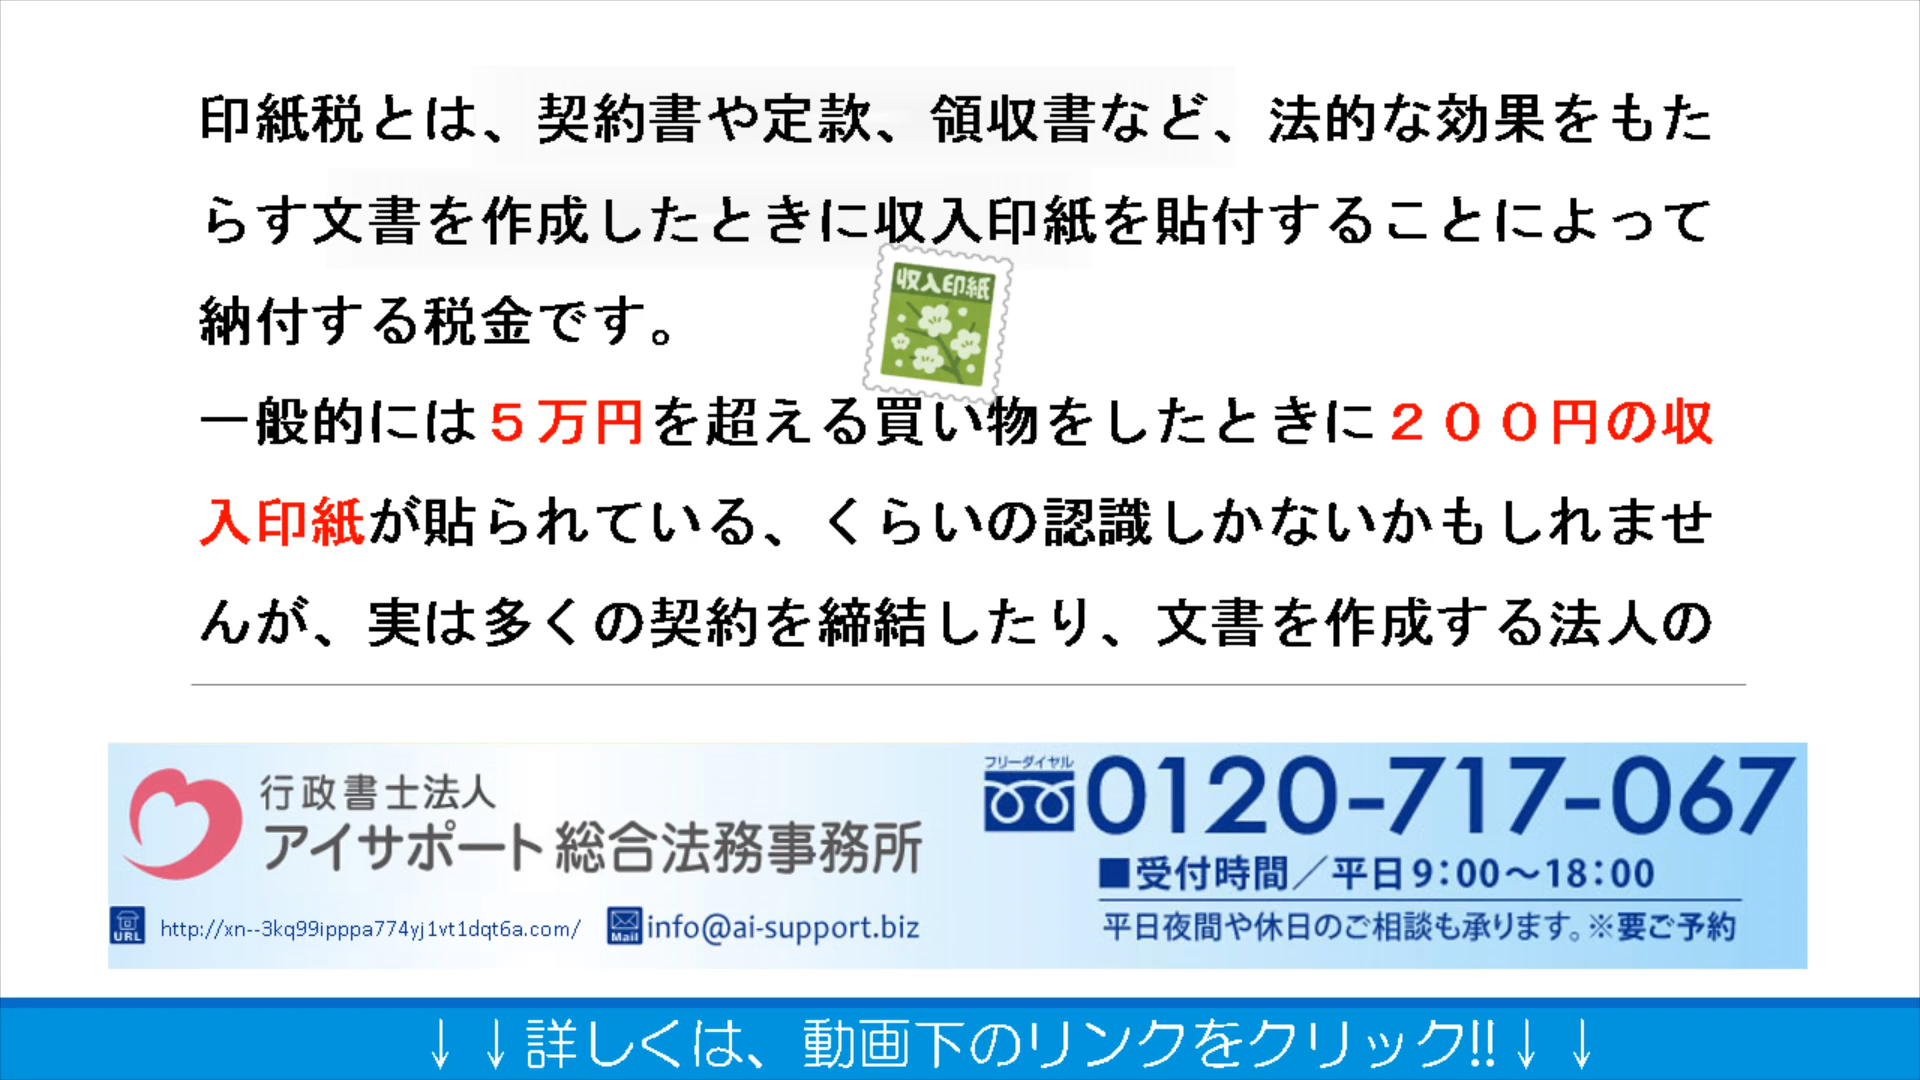 印紙税とは、契約書や定款、領収書など、法的な効果をもた
らす文書を作成したときに収入印紙を貼付することによって
納付する税金です。
収入印紙
一般的には５万円を超える買い物をしたときに２００円の収
入印紙が貼られている、くらいの認識しかないかもしれませ
んが、実は多くの契約を締結したり、文書を作成する法人の
行政書士法人
アイサポート総合法務事務所
URL http://xn--3kq99ipppa774yj1vt1dqt6a.com/
Mail info@ai-support.biz
フリーダイヤル
0120-717-067
■受付時間／平日9:00～18:00
平日夜間や休日のご相談も承ります。※要ご予約
↓↓詳しくは、動画下のリンクをクリック!!↓↓